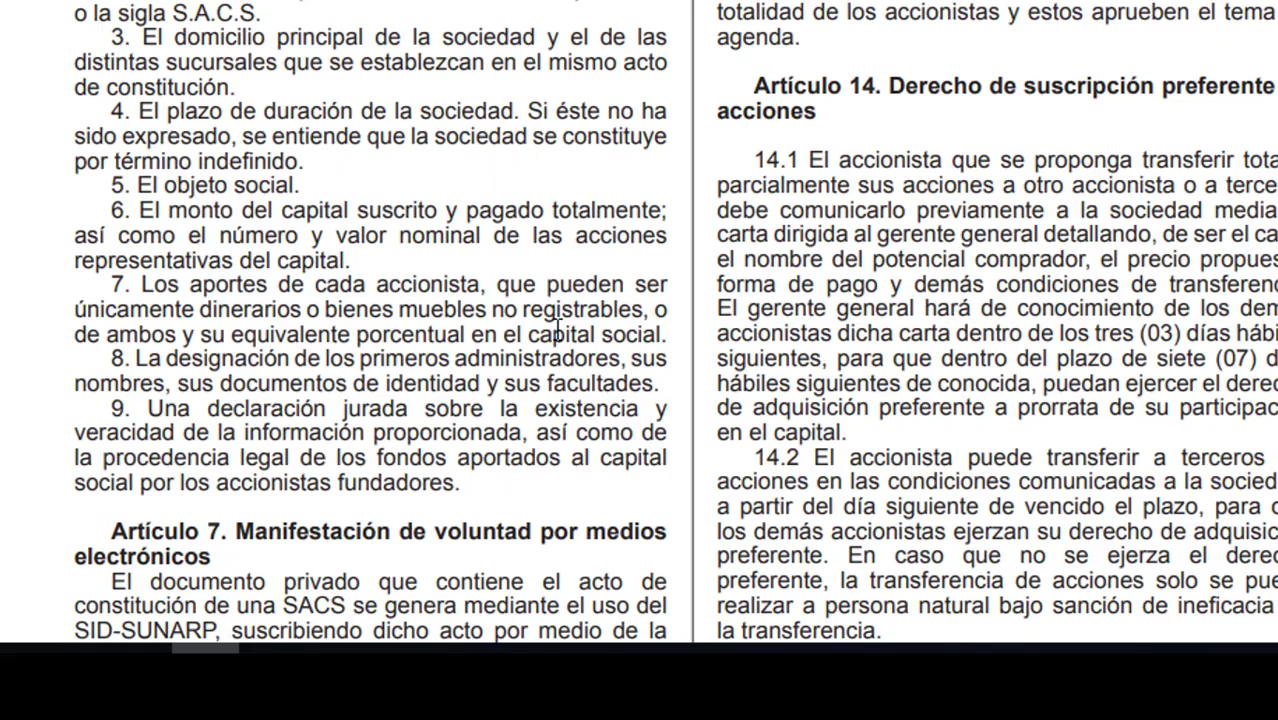 o la sigla S.A.C.S.
3. El domicilio principal de la sociedad y el de las
distintas sucursales que se establezcan en el mismo acto
de constitución.
4. El plazo de duración de la sociedad. Si éste no ha
sido expresado, se entiende que la sociedad se constituye
por término indefinido.
5. El objeto social.
6. El monto del capital suscrito y pagado totalmente;
así como el número y valor nominal de las acciones
representativas del capital.
7. Los aportes de cada accionista, que pueden ser
únicamente dinerarios o bienes muebles no registrables, o
de ambos y su equivalente porcentual en el capital social.
8. La designación de los primeros administradores, sus
nombres, sus documentos de identidad y sus facultades.
9. Una declaración jurada sobre la existencia y
veracidad de la información proporcionada, así como de
la procedencia legal de los fondos aportados al capital
social por los accionistas fundadores.
Artículo 7. Manifestación de voluntad por medios
electrónicos
El documento privado que contiene el acto de
constitución de una SACS se genera mediante el uso del
SID-SUNARP, suscribiendo dicho acto por medio de la
totalidad de los accionistas y estos aprueben el tema
agenda.
Artículo 14. Derecho de suscripción preferente
acciones
14.1 El accionista que se proponga transferir
parcialmente sus acciones a otro accionista o a
debe comunicarlo previamente a la sociedad
carta dirigida al gerente general detallando, de ser el
el nombre del potencial comprador, el precio
forma de pago y demás condiciones de
El gerente general hará de conocimiento de los
accionistas dicha carta dentro de los tres (03) días
siguientes, para que dentro del plazo de siete (07)
hábiles siguientes de conocida, puedan ejercer el
de adquisición preferente a prorrata de su
en el capital.
14.2 El accionista puede transferir a terceros
acciones en las condiciones comunicadas a la
a partir del día siguiente de vencido el plazo, para
los demás accionistas ejerzan su derecho de
preferente. En caso que no se ejerza el
preferente, la transferencia de acciones solo se
realizar a persona natural bajo sanción de ineficacia
la transferencia.